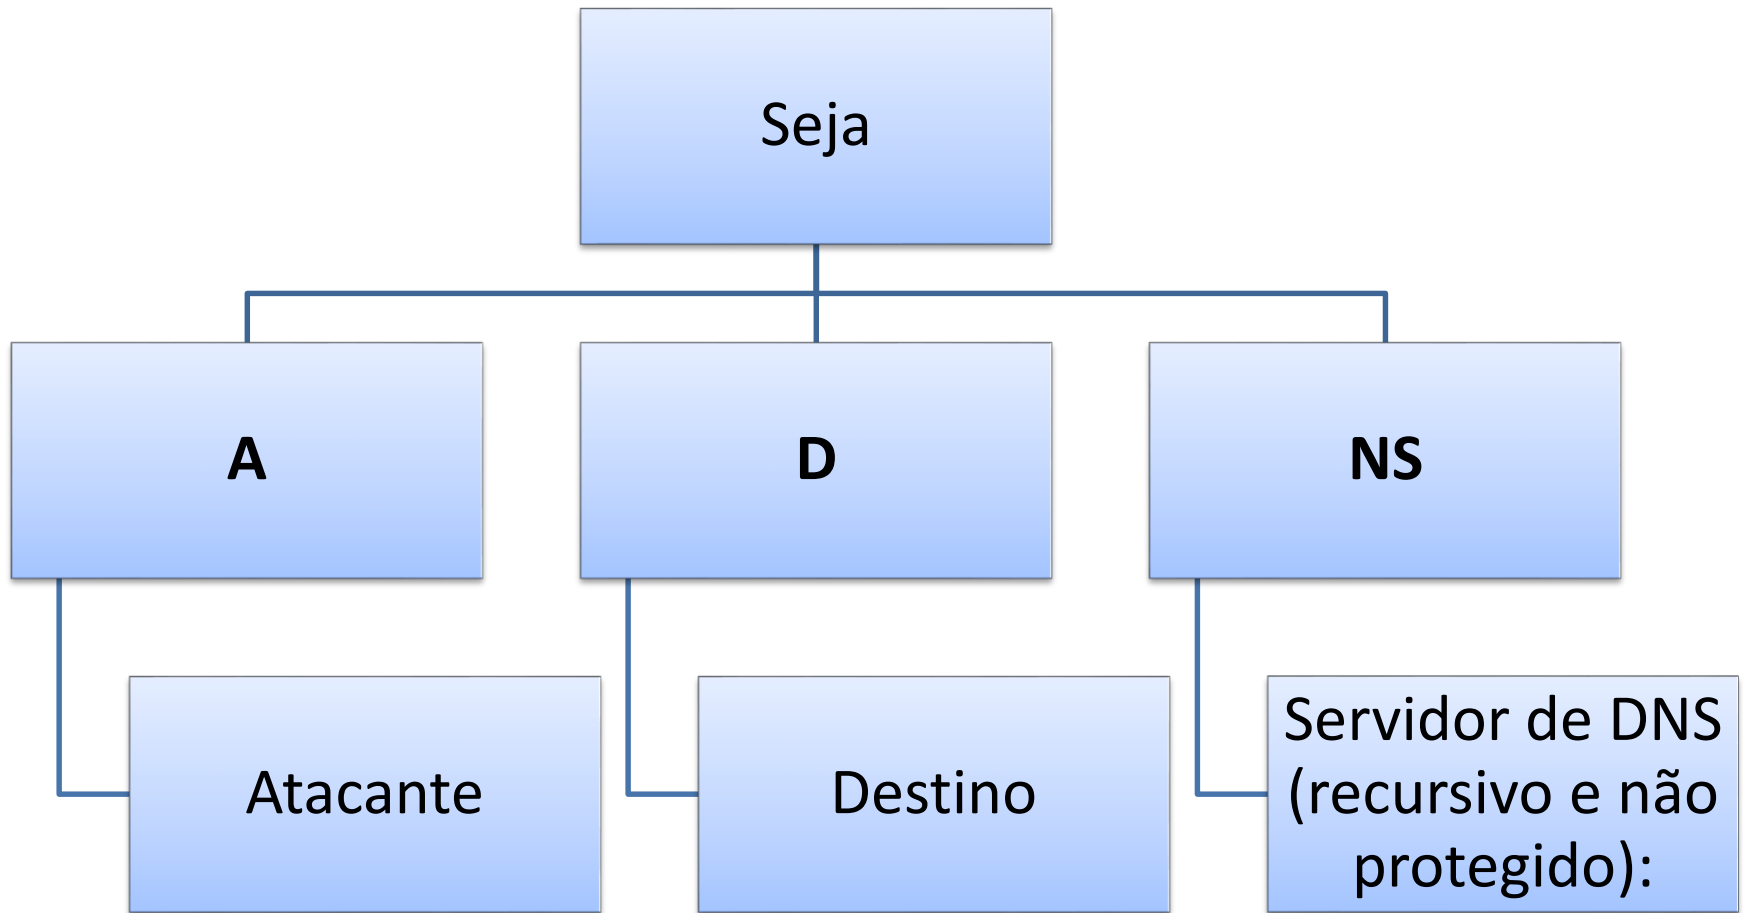 Seja
A
D
NS
Atacante
Destino
Servidor de DNS
(recursivo e não
protegido):